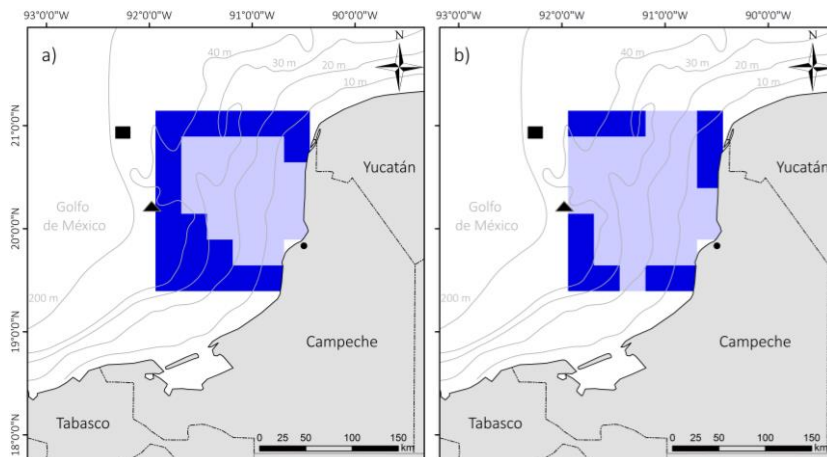 93°0'0"W 92°0'0"W 91°0'0"W 90°0'0"W
a)
N
40 m
30 m
20 m
10 m
21°0'0"N
Yucatán
Golfo
de México
20°0'0"N
200 m
19°0'0"N
Campeche
Tabasco
18°0'0"N
0 25 50 100 150
km
93°0'0"W 92°0'0"W 91°0'0"W 90°0'0"W
b)
N
40 m
30 m
20 m
10 m
Yucatán
Golfo
de México
200 m
Campeche
Tabasco
0 25 50 100 150
km